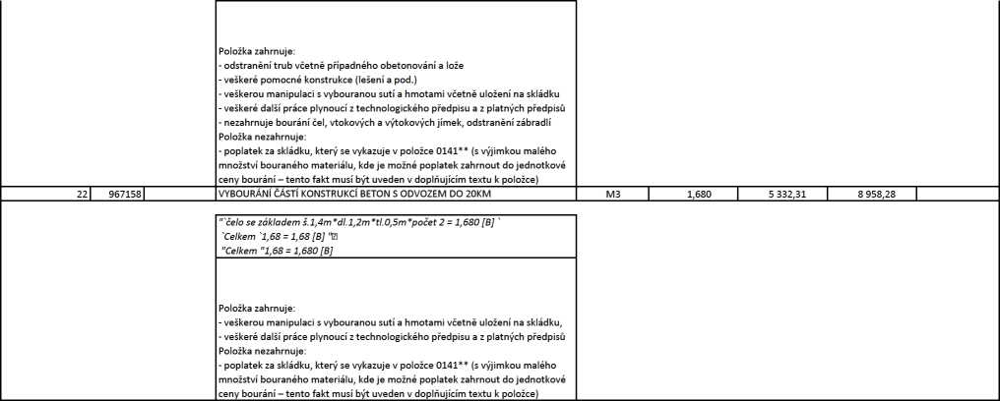 Položka zahrnuje:
- odstranění trub včetně případného obetonování a lože
- veškeré pomocné konstrukce (lešení a pod.)
- veškerou manipulaci s vybouranou sutí a hmotami včetně uložení na skládku
- veškeré další práce plynoucí z technologického předpisu a z platných předpisů
- nezahrnuje bourání čel, vtokových a výtokových jímek, odstranění zábradlí
Položka nezahrnuje:
- poplatek za skládku, který se vykazuje v položce 0141** (s výjimkou malého
množství bouraného materiálu, kde je možné poplatek zahrnout do jednotkové
ceny bourání – tento fakt musí být uveden v doplňujícím textu k položce)
22 967158 VYBOURÁNÍ ČÁSTÍ KONSTRUKCÍ BETON S ODVOZEM DO 20KM M3 1,680 5 332,31 8 958,28
"`čelo se základem š.1,4m*dl.1,2m*tl.0,5m*počet 2 = 1,680 [B] `
`Celkem `1,68 = 1,68 [B] "
"Celkem "1,68 = 1,680 [B]
Položka zahrnuje:
- veškerou manipulaci s vybouranou sutí a hmotami včetně uložení na skládku,
- veškeré další práce plynoucí z technologického předpisu a z platných předpisů
Položka nezahrnuje:
- poplatek za skládku, který se vykazuje v položce 0141** (s výjimkou malého
množství bouraného materiálu, kde je možné poplatek zahrnout do jednotkové
ceny bourání – tento fakt musí být uveden v doplňujícím textu k položce)